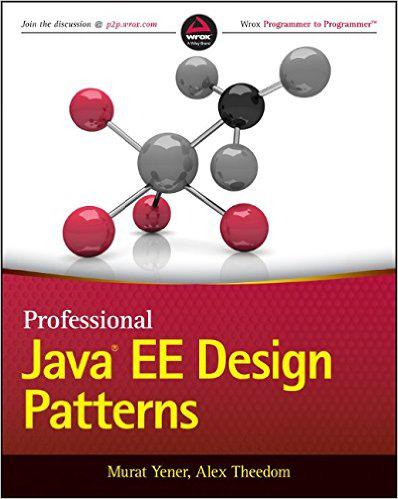 Join the discussion @ p2p.wrox.com
wrox
A Wiley Brand
Wrox Programmer to Programmer™
Professional
Java® EE Design
Patterns
Murat Yener, Alex Theedom